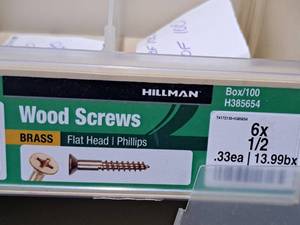 HILLMAN
Box/100
H385654
Wood Screws
BRASS Flat Head | Phillips
6x
1/2
.33ea | 13.99bx